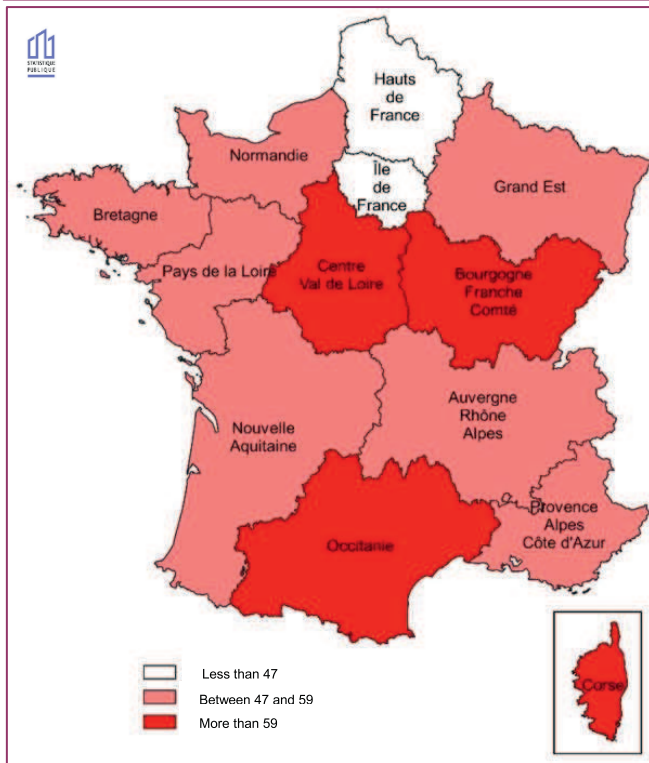 STATISTIQUE
PUBLIQUE
Hauts
de
France
Normandie
Île
de
France
Grand Est
Bretagne
Pays de la Loire
Centre
Val de Loire
Bourgogne
Franche
Comté
Auvergne
Rhône
Alpes
Nouvelle
Aquitaine
Provence
Alpes
Côte d'Azur
Occitanie
Corse
Less than 47
Between 47 and 59
More than 59